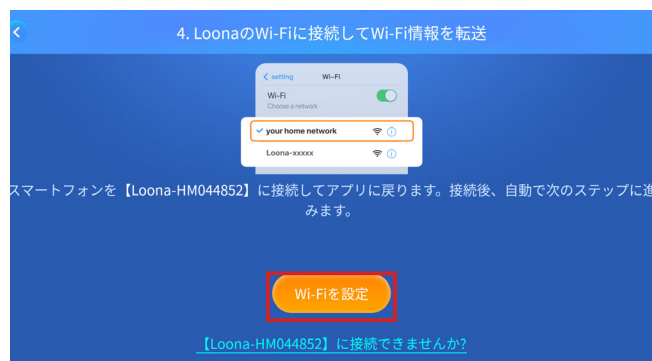 4. LoonaのWi-Fiに接続してWi-Fi情報を転送
setting Wi-Fi
Wi-Fi
Choose a network
your home network
Loona-xxxxx
スマートフォンを【Loona-HM044852】に接続してアプリに戻ります。接続後、自動で次のステップに進
みます。
Wi-Fiを設定
【Loona-HM044852】に接続できませんか?